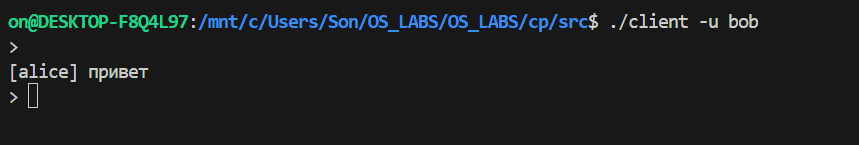 on@DESKTOP-F8Q4L97:/mnt/c/Users/Son/OS_LABS/OS_LABS/cp/src$ ./client -u bob
>
[alice] привет
>